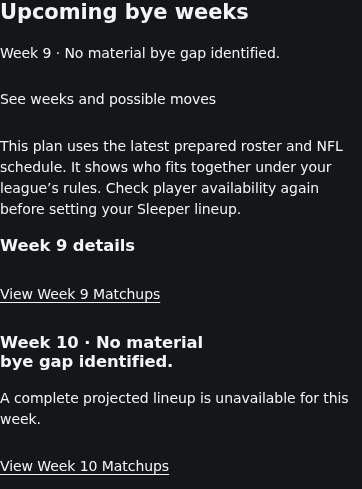 Upcoming bye weeks
Week 9 · No material bye gap identified.
See weeks and possible moves
This plan uses the latest prepared roster and NFL
schedule. It shows who fits together under your
league’s rules. Check player availability again
before setting your Sleeper lineup.
Week 9 details
View Week 9 Matchups
Week 10 · No material
bye gap identified.
A complete projected lineup is unavailable for this
week.
View Week 10 Matchups